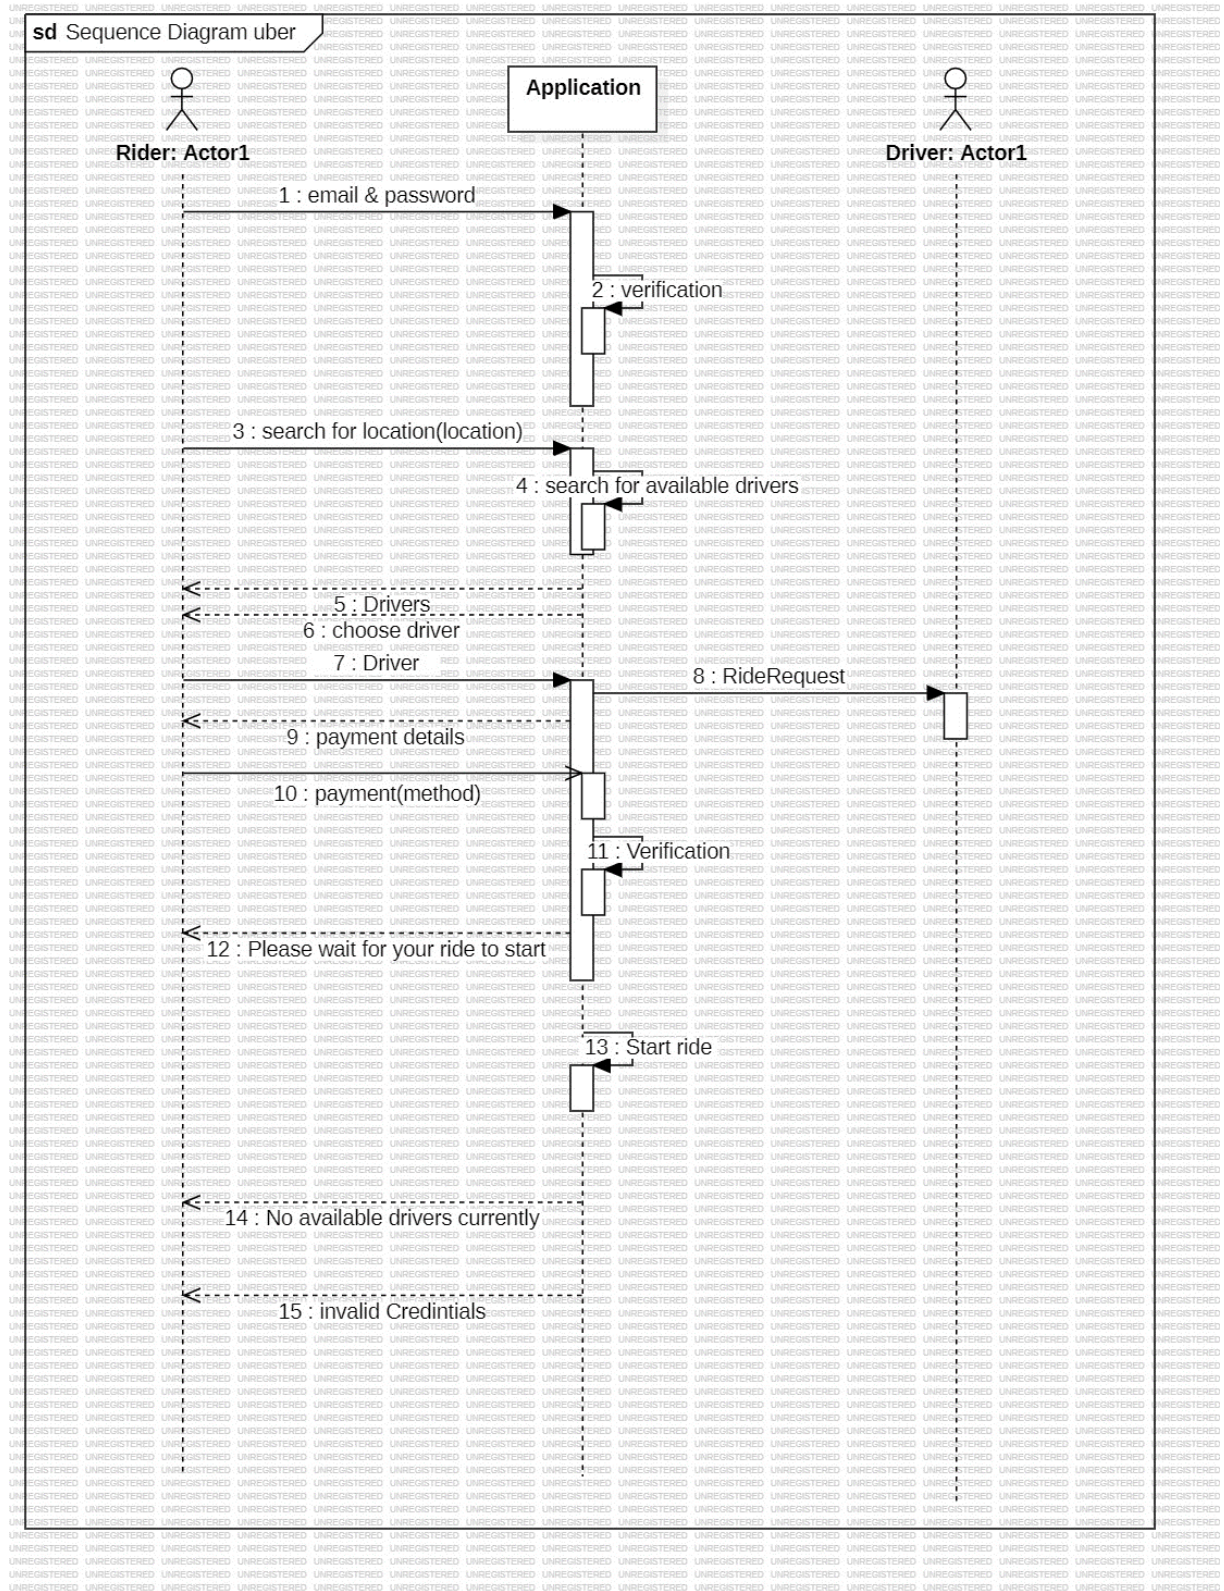 sd Sequence Diagram uber
Application
Rider: Actor1
Driver: Actor1
1 : email & password
2 : verification
3 : search for location(location)
4 : search for available drivers
5 : Drivers
6 : choose driver
7 : Driver
8 : RideRequest
9 : payment details
10 : payment(method)
11 : Verification
12 : Please wait for your ride to start
13 : Start ride
14 : No available drivers currently
15 : invalid Credintials
UNREGISTERED